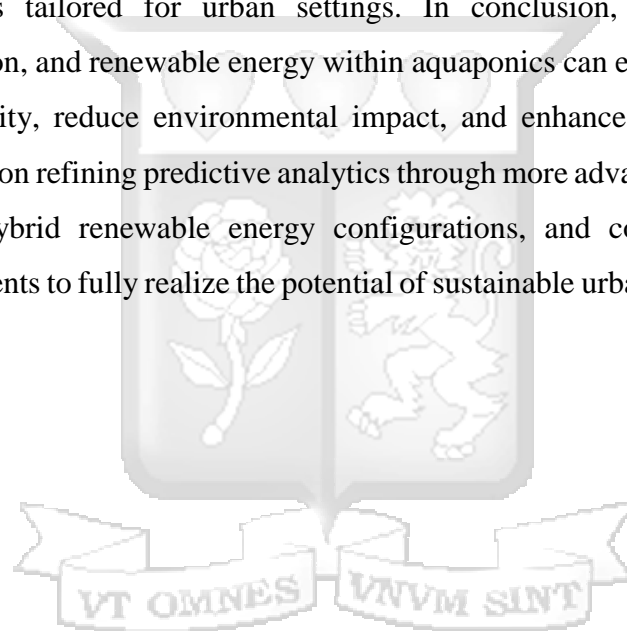 s tailored for urban settings. In conclusion,
on, and renewable energy within aquaponics can e
ity, reduce environmental impact, and enhance
on refining predictive analytics through more adva
ybrid renewable energy configurations, and co
ents to fully realize the potential of sustainable urba
VT OMNES VNVM SINT